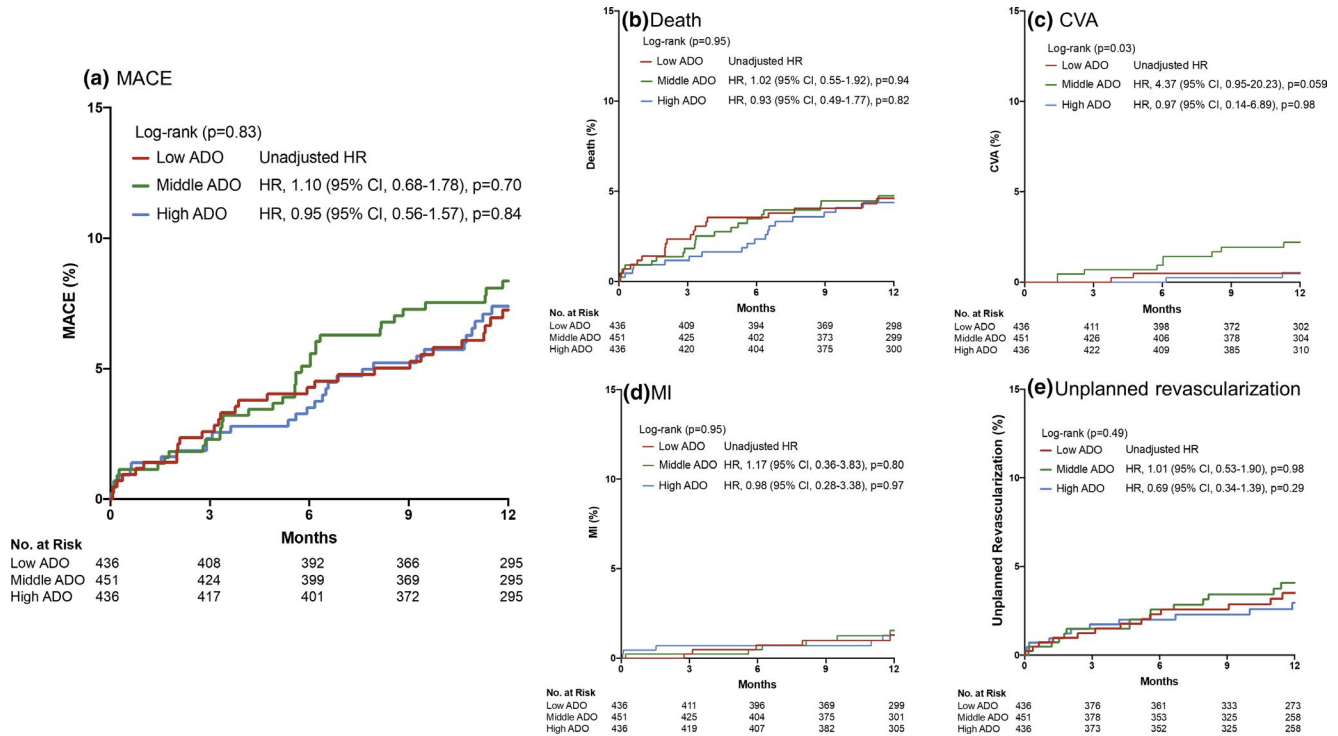 (a) MACE
15
Log-rank (p=0.83)
Low ADO Unadjusted HR
Middle ADO HR, 1.10 (95% CI, 0.68-1.78), p=0.70
High ADO HR, 0.95 (95% CI, 0.56-1.57), p=0.84
10
MACE (%)
5
0
0 3 6 9 12
Months
No. at Risk
Low ADO 436 408 392 366 295
Middle ADO 451 424 399 369 295
High ADO 436 417 401 372 295
(b) Death
15
Log-rank (p=0.95)
Low ADO Unadjusted HR
Middle ADO HR, 1.02 (95% CI, 0.55-1.92), p=0.94
High ADO HR, 0.93 (95% CI, 0.49-1.77), p=0.82
10
Death (%)
5
0
0 3 6 9 12
Months
No. at Risk
Low ADO 436 409 394 369 298
Middle ADO 451 425 402 373 299
High ADO 436 420 404 375 300
(c) CVA
15
Log-rank (p=0.03)
Low ADO Unadjusted HR
Middle ADO HR, 4.37 (95% CI, 0.95-20.23), p=0.059
High ADO HR, 0.97 (95% CI, 0.14-6.89), p=0.98
10
CVA (%)
5
0
0 3 6 9 12
Months
No. at Risk
Low ADO 436 411 398 372 302
Middle ADO 451 426 406 378 304
High ADO 436 422 409 385 310
(d) MI
15
Log-rank (p=0.95)
Low ADO Unadjusted HR
Middle ADO HR, 1.17 (95% CI, 0.36-3.83), p=0.80
High ADO HR, 0.98 (95% CI, 0.28-3.38), p=0.97
10
MI (%)
5
0
0 3 6 9 12
Months
No. at Risk
Low ADO 436 411 396 369 299
Middle ADO 451 425 404 375 301
High ADO 436 419 407 382 305
(e) Unplanned revascularization
15
Log-rank (p=0.49)
Low ADO Unadjusted HR
Middle ADO HR, 1.01 (95% CI, 0.53-1.90), p=0.98
High ADO HR, 0.69 (95% CI, 0.34-1.39), p=0.29
10
Unplanned Revascularization (%)
5
0
0 3 6 9 12
Months
No. at Risk
Low ADO 436 376 361 333 273
Middle ADO 451 378 353 325 258
High ADO 436 373 352 325 258